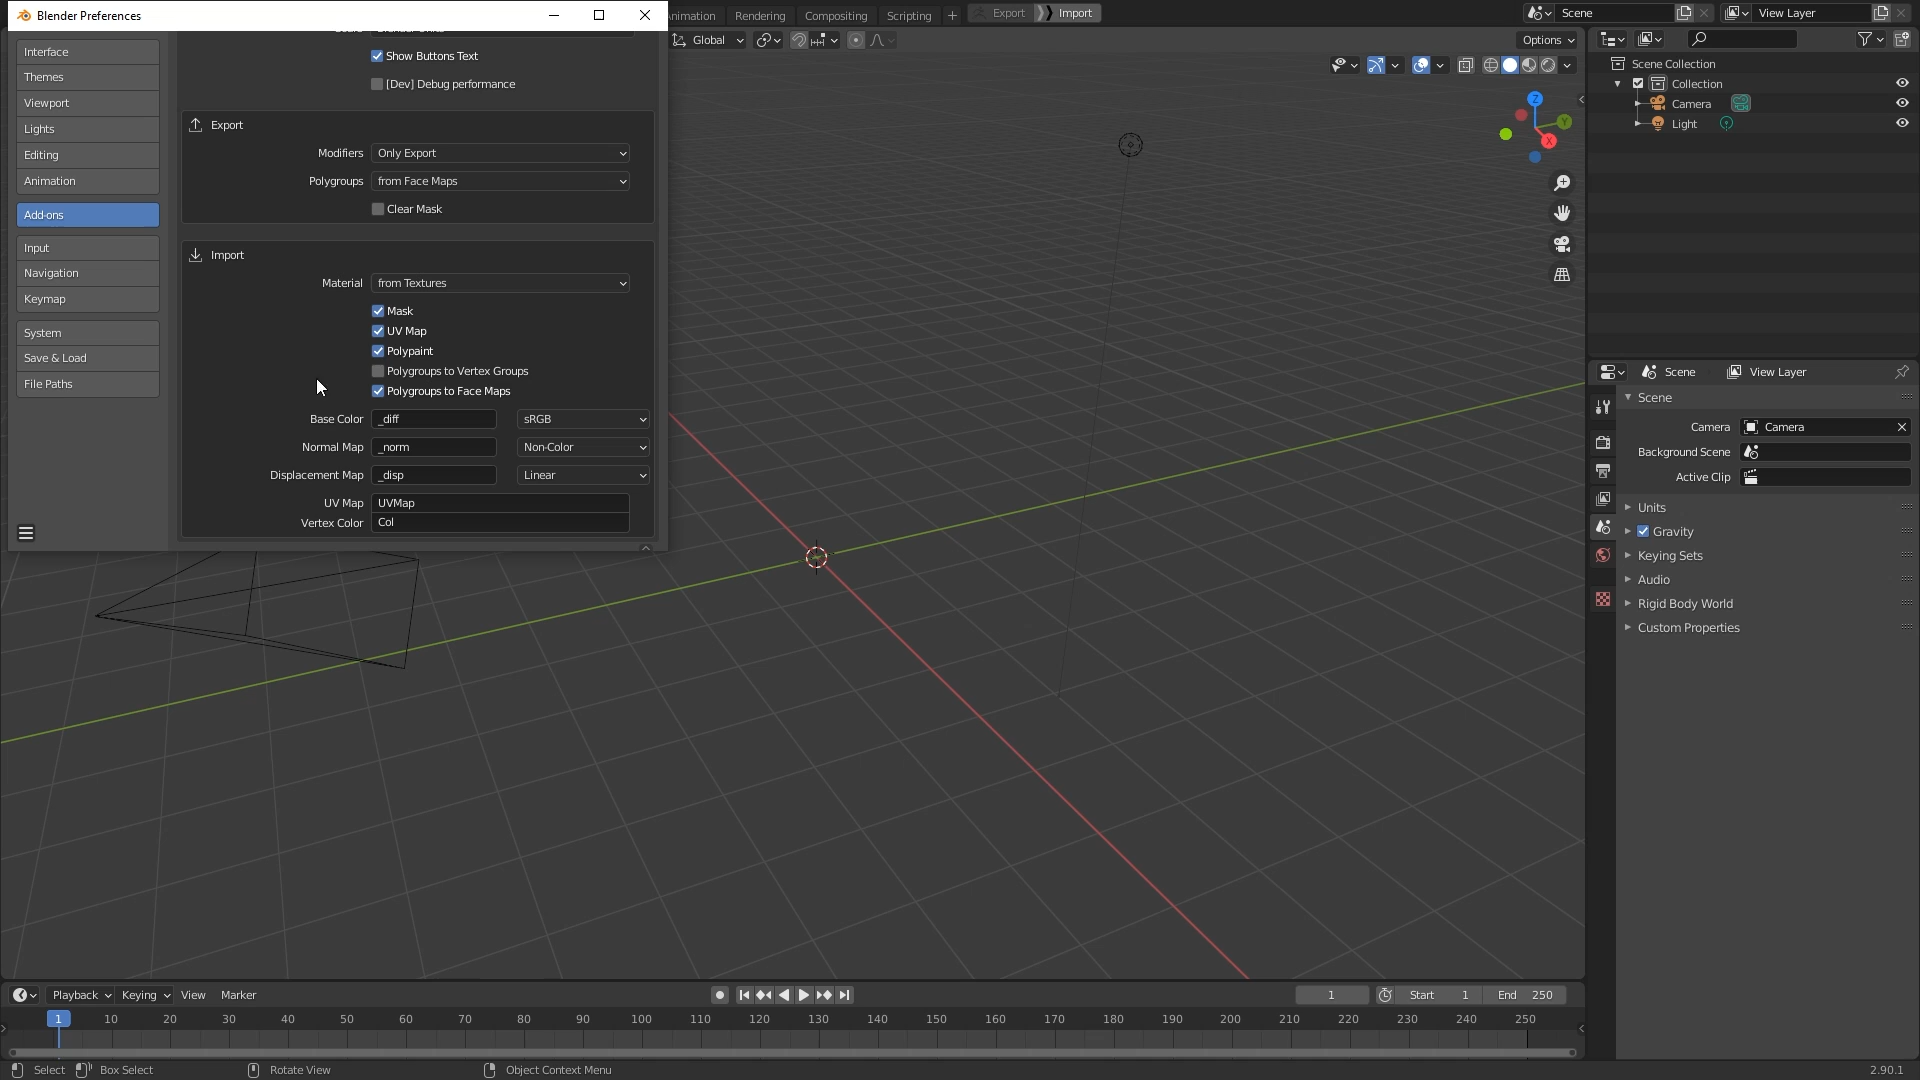 Blender Preferences
Animation Rendering Compositing Scripting Export Import Scene View Layer
Interface
Themes
Viewport
Lights
Editing
Animation
Add-ons
Input
Navigation
Keymap
System
Save & Load
File Paths
Show Buttons Text
[Dev] Debug performance
Export
Modifiers Only Export
Polygroups from Face Maps
Clear Mask
Import
Material from Textures
Mask
UV Map
Polypaint
Polygroups to Vertex Groups
Polygroups to Face Maps
Base Color _diff sRGB
Normal Map _norm Non-Color
Displacement Map _disp Linear
UV Map UVMap
Vertex Color Col
Global
Options
Z
Y
X
Scene Collection
Collection
Camera
Light
Scene View Layer
Scene
Camera Camera
Background Scene
Active Clip
Units
Gravity
Keying Sets
Audio
Rigid Body World
Custom Properties
Playback Keying View Marker 1 Start 1 End 250
1 10 20 30 40 50 60 70 80 90 100 110 120 130 140 150 160 170 180 190 200 210 220 230 240 250
Select Box Select Rotate View Object Context Menu 2.90.1